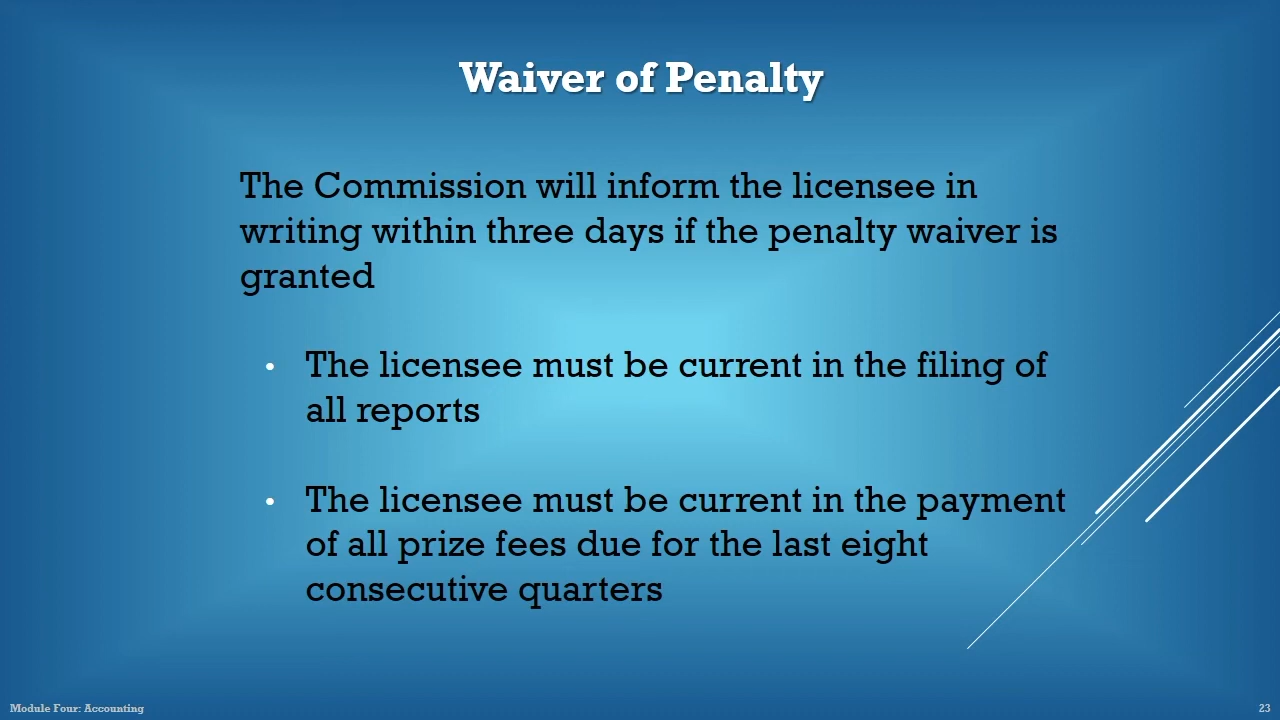 Waiver of Penalty
The Commission will inform the licensee in
writing within three days if the penalty waiver is
granted
• The licensee must be current in the filing of
all reports
• The licensee must be current in the payment
of all prize fees due for the last eight
consecutive quarters
Module Four: Accounting
23